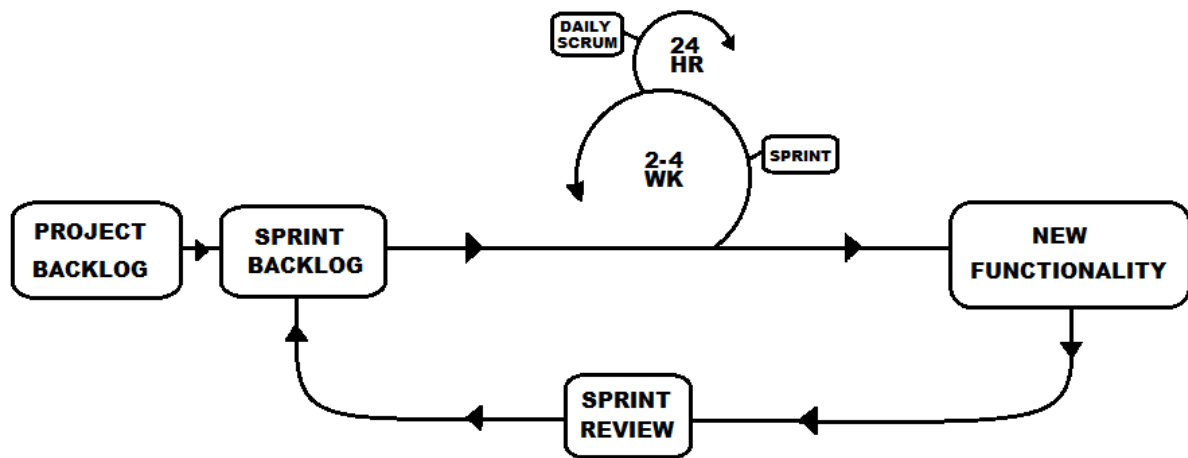 DAILY
SCRUM
24
HR
2-4
WK
SPRINT
PROJECT
BACKLOG
SPRINT
BACKLOG
NEW
FUNCTIONALITY
SPRINT
REVIEW